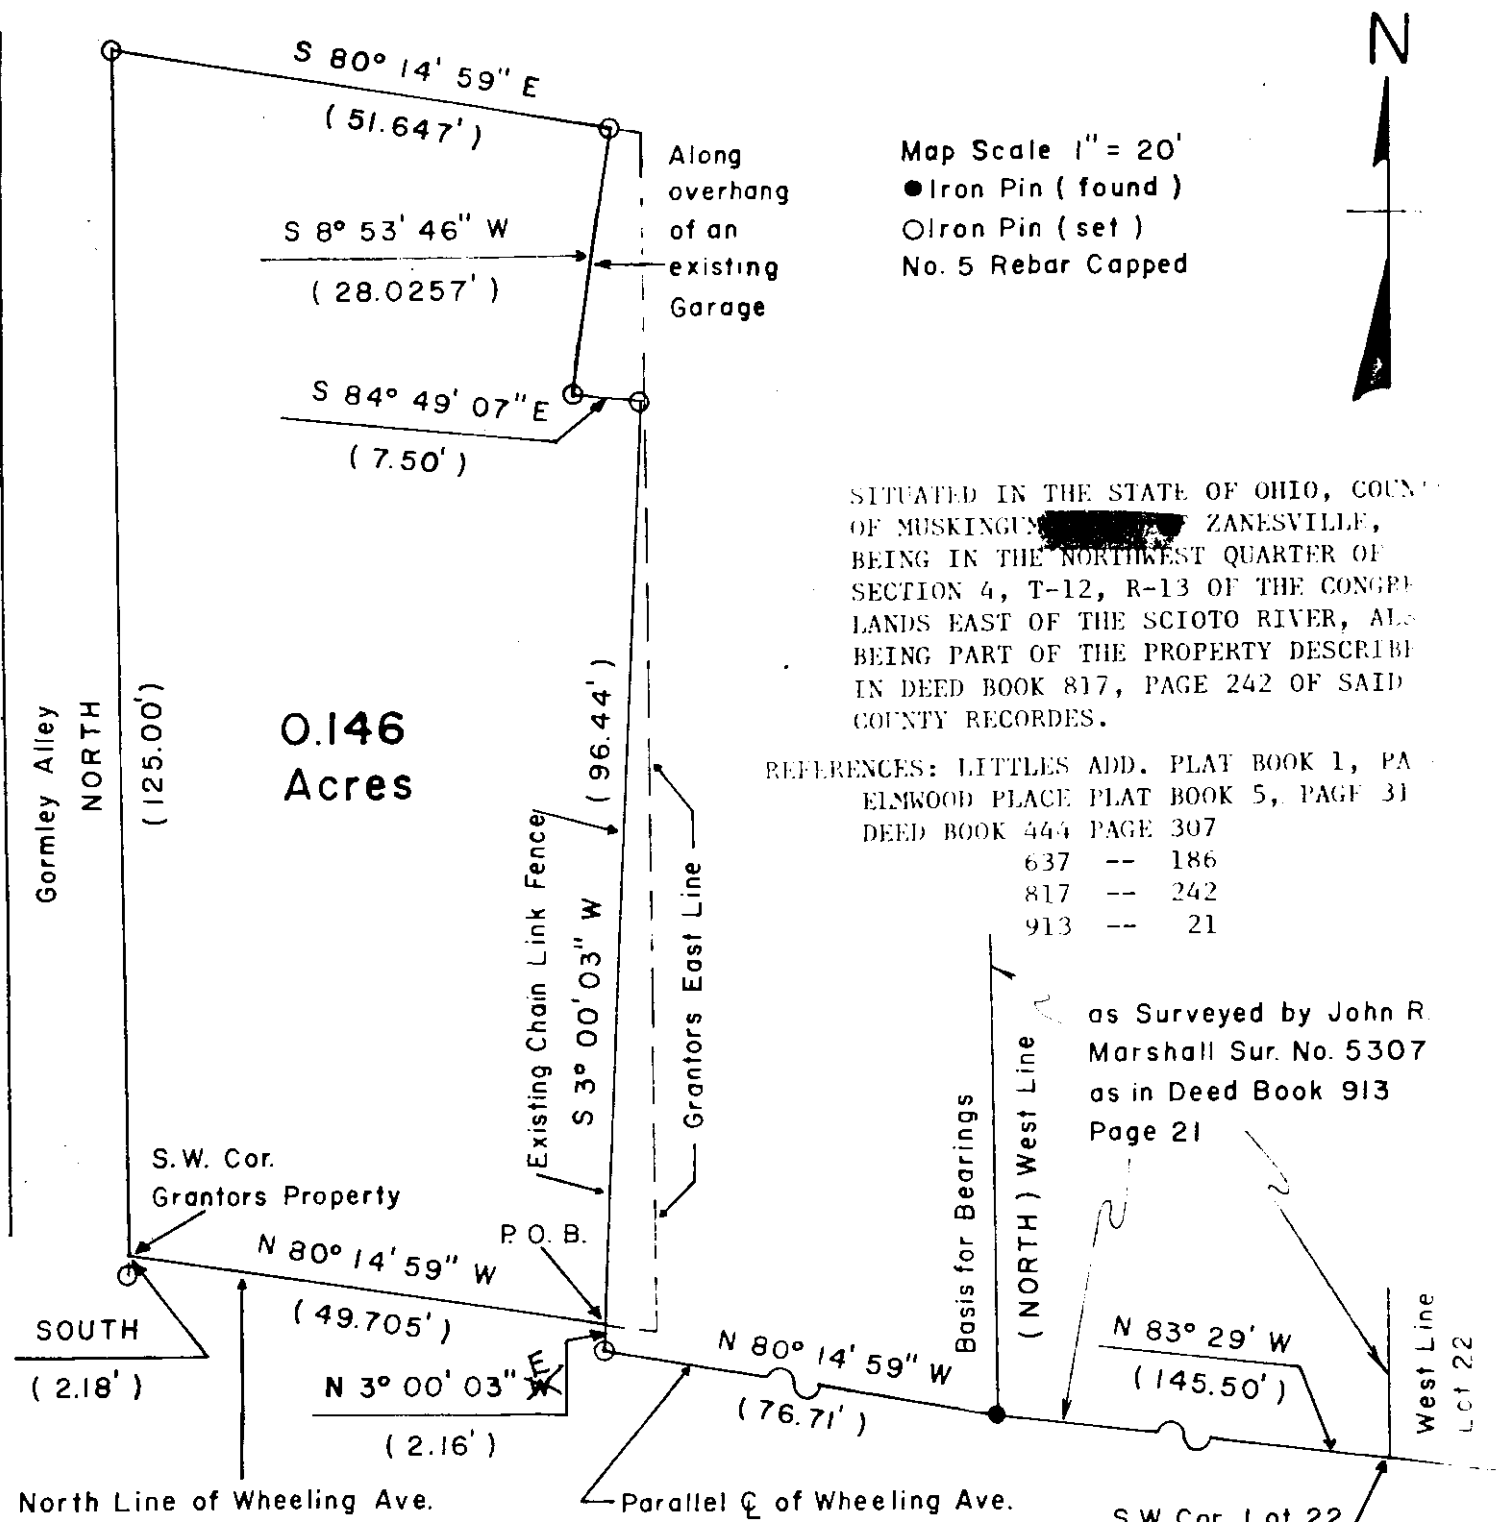 N
S 80° 14' 59" E
( 51.647' )
Along
overhang
of an
existing
Garage
Map Scale 1" = 20'
Iron Pin ( found )
Iron Pin ( set )
No. 5 Rebar Capped
S 8° 53' 46" W
( 28.0257' )
S 84° 49' 07" E
( 7.50' )
SITUATED IN THE STATE OF OHIO,
OF ZANESVILLE,
BEING IN THE NORTHWEST QUARTER OF
SECTION 4, T-12, R-13 OF THE
LANDS EAST OF THE SCIOTO RIVER,
BEING PART OF THE PROPERTY
IN DEED BOOK 817, PAGE 242 OF SAID
COUNTY RECORDES.
REFERENCES: LITTLES ADD. PLAT BOOK 1,
ELMWOOD PLACE PLAT BOOK 5, PAGE 31
DEED BOOK 444 PAGE 307
637 -- 186
817 -- 242
913 -- 21
Gormley Alley
NORTH
(125.00')
0.146
Acres
Existing Chain Link Fence
S 3° 00' 03" W
( 96.44' )
Grantors East Line
Basis for Bearings
( NORTH ) West Line
as Surveyed by John R.
Marshall Sur. No. 5307
as in Deed Book 913
Page 21
S.W. Cor.
Grantors Property
P.O.B.
N 80° 14' 59" W
( 49.705' )
SOUTH
( 2.18' )
N 3° 00' 03" E
( 2.16' )
N 80° 14' 59" W
( 76.71' )
N 83° 29' W
( 145.50' )
West Line
Lot 22
North Line of Wheeling Ave.
Parallel ℄ of Wheeling Ave.
S.W. Cor. Lot 22